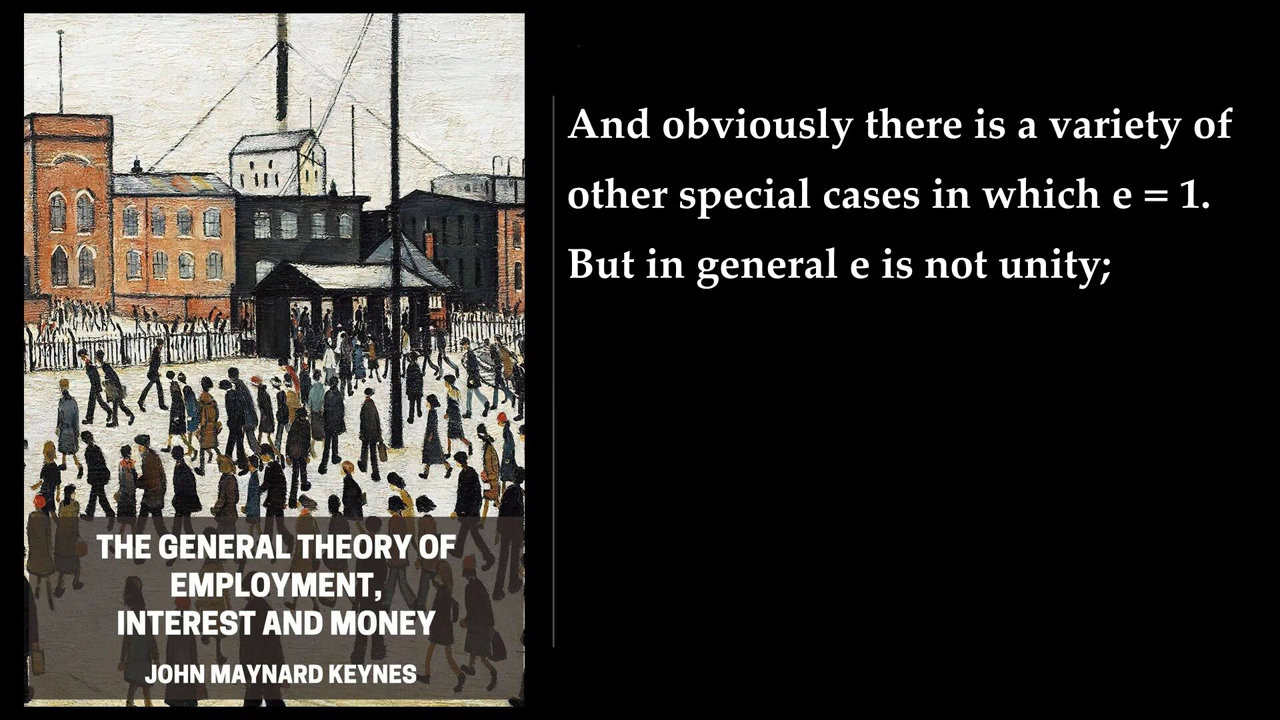 THE GENERAL THEORY OF
EMPLOYMENT,
INTEREST AND MONEY
JOHN MAYNARD KEYNES
And obviously there is a variety of
other special cases in which e = 1.
But in general e is not unity;